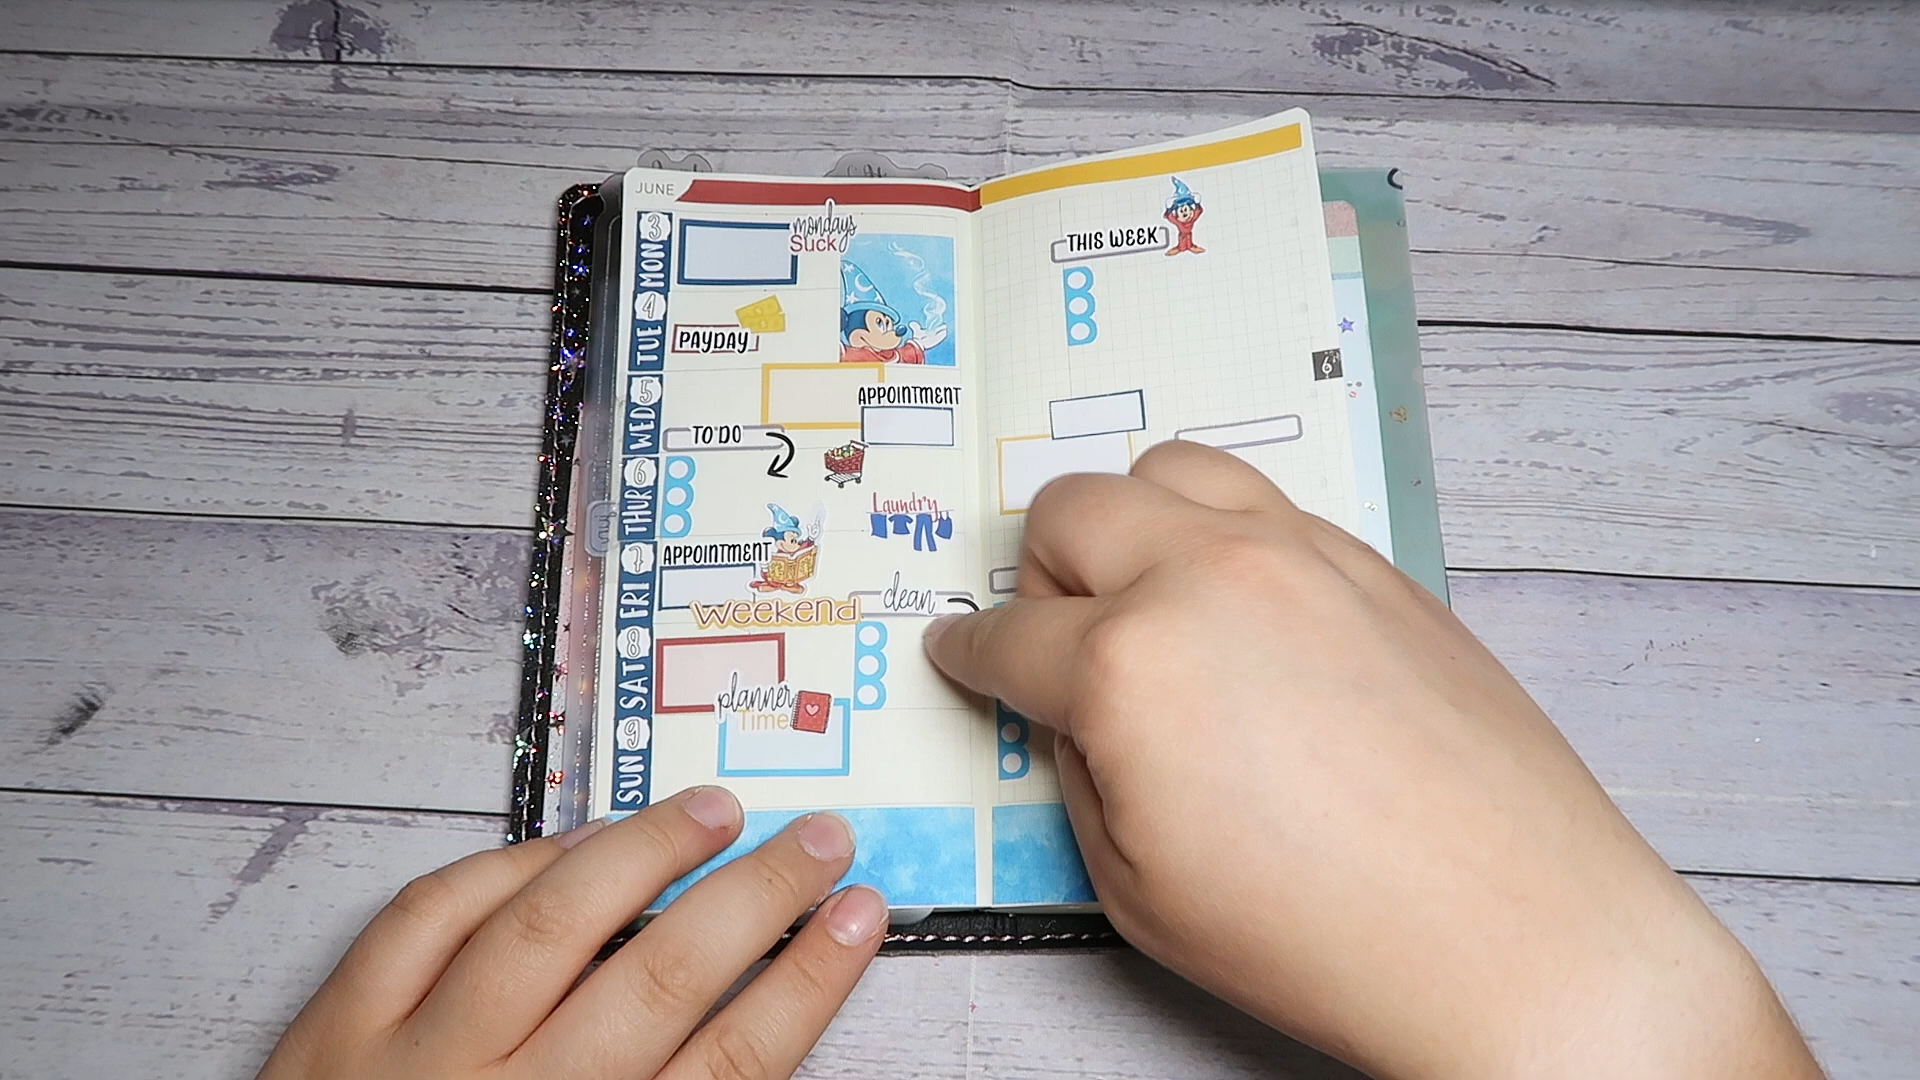 JUNE
3
MON
mondays
Suck
4
TUE
PAYDAY
5
WED
APPOINTMENT
TO DO
6
THUR
Laundry
7
FRI
APPOINTMENT
clean
weekend
8
SAT
planner
Time
9
SUN
THIS WEEK
6